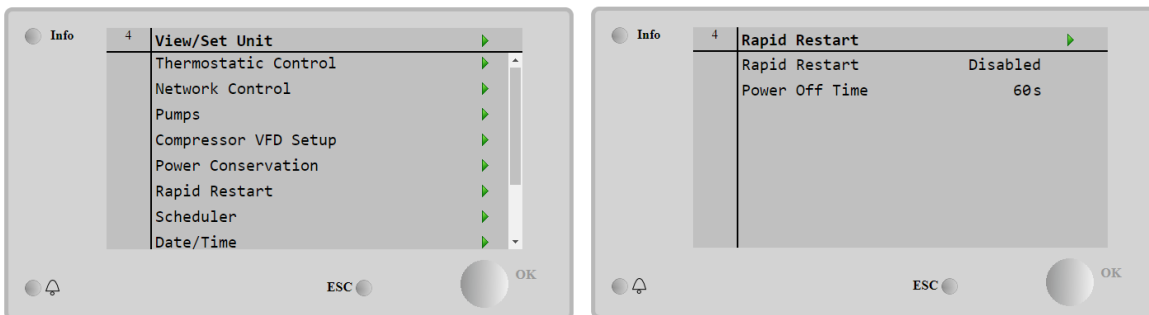 Info
4 View/Set Unit
Thermostatic Control
Network Control
Pumps
Compressor VFD Setup
Power Conservation
Rapid Restart
Scheduler
Date/Time
ESC
OK
Info
4 Rapid Restart
Rapid Restart Disabled
Power Off Time 60s
ESC
OK